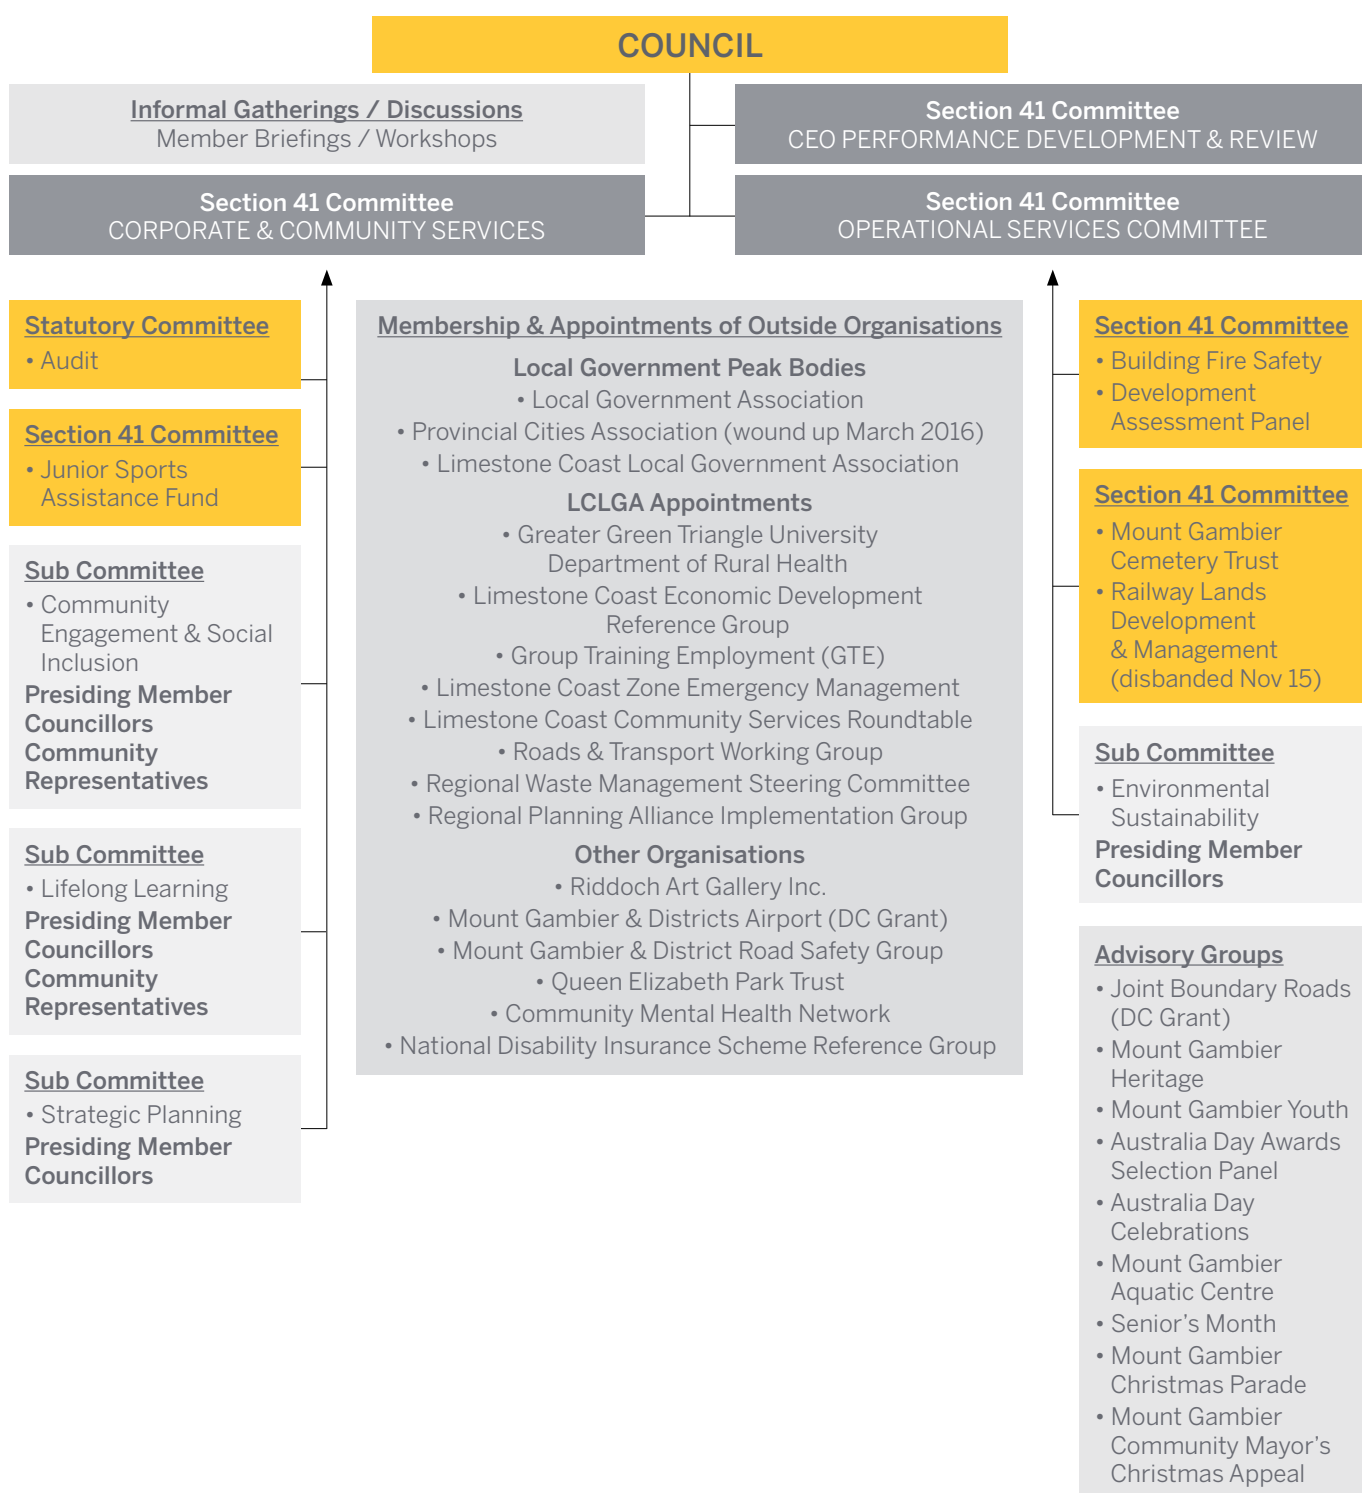 COUNCIL
Informal Gatherings / Discussions
Member Briefings / Workshops
Section 41 Committee
CEO PERFORMANCE DEVELOPMENT & REVIEW
Section 41 Committee
CORPORATE & COMMUNITY SERVICES
Section 41 Committee
OPERATIONAL SERVICES COMMITTEE
Statutory Committee
• Audit
Section 41 Committee
• Junior Sports
Assistance Fund
Sub Committee
• Community
Engagement & Social
Inclusion
Presiding Member
Councillors
Community
Representatives
Sub Committee
• Lifelong Learning
Presiding Member
Councillors
Community
Representatives
Sub Committee
• Strategic Planning
Presiding Member
Councillors
Membership & Appointments of Outside Organisations
Local Government Peak Bodies
• Local Government Association
• Provincial Cities Association (wound up March 2016)
• Limestone Coast Local Government Association
LCLGA Appointments
• Greater Green Triangle University
Department of Rural Health
• Limestone Coast Economic Development
Reference Group
• Group Training Employment (GTE)
• Limestone Coast Zone Emergency Management
• Limestone Coast Community Services Roundtable
• Roads & Transport Working Group
• Regional Waste Management Steering Committee
• Regional Planning Alliance Implementation Group
Other Organisations
• Riddoch Art Gallery Inc.
• Mount Gambier & Districts Airport (DC Grant)
• Mount Gambier & District Road Safety Group
• Queen Elizabeth Park Trust
• Community Mental Health Network
• National Disability Insurance Scheme Reference Group
Section 41 Committee
• Building Fire Safety
• Development
Assessment Panel
Section 41 Committee
• Mount Gambier
Cemetery Trust
• Railway Lands
Development
& Management
(disbanded Nov 15)
Sub Committee
• Environmental
Sustainability
Presiding Member
Councillors
Advisory Groups
• Joint Boundary Roads
(DC Grant)
• Mount Gambier
Heritage
• Mount Gambier Youth
• Australia Day Awards
Selection Panel
• Australia Day
Celebrations
• Mount Gambier
Aquatic Centre
• Senior’s Month
• Mount Gambier
Christmas Parade
• Mount Gambier
Community Mayor’s
Christmas Appeal